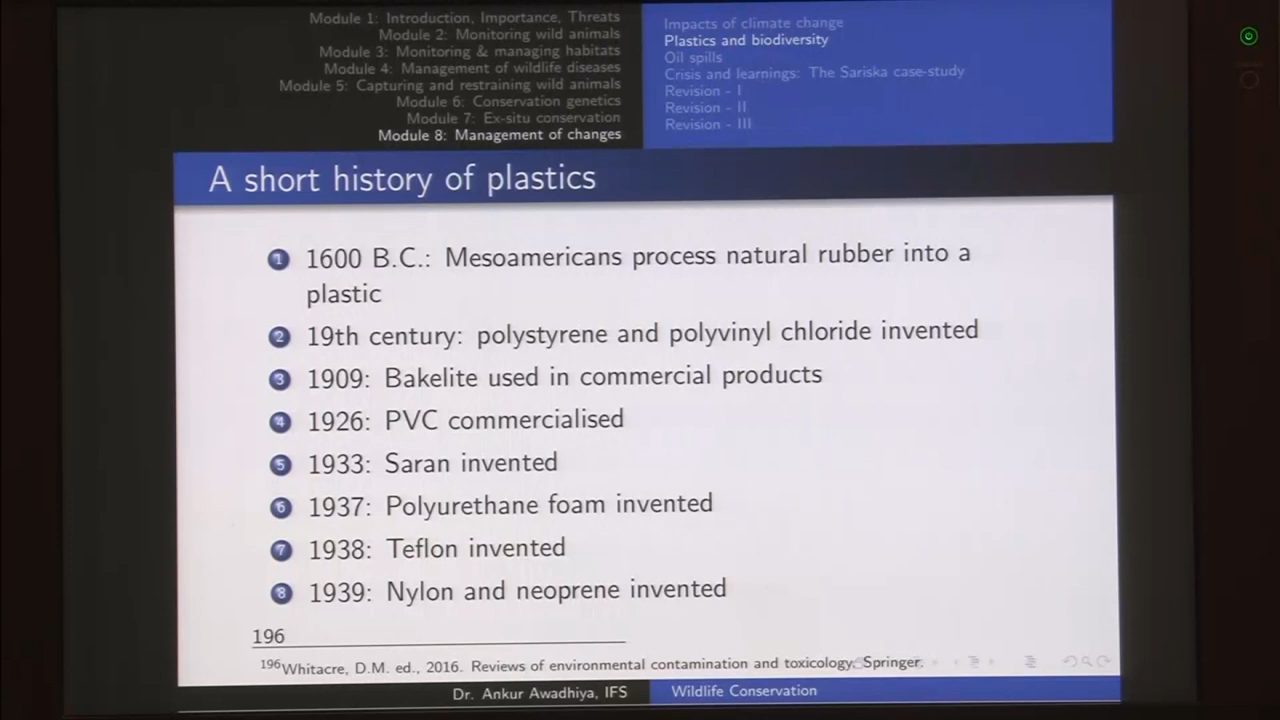 Module 1: Introduction, Importance, Threats
Module 2: Monitoring wild animals
Module 3: Monitoring & managing habitats
Module 4: Management of wildlife diseases
Module 5: Capturing and restraining wild animals
Module 6: Conservation genetics
Module 7: Ex-situ conservation
Module 8: Management of changes
Impacts of climate change
Plastics and biodiversity
Oil spills
Crisis and learnings: The Sariska case-study
Revision - I
Revision - II
Revision - III
A short history of plastics
1 1600 B.C.: Mesoamericans process natural rubber into a
plastic
2 19th century: polystyrene and polyvinyl chloride invented
3 1909: Bakelite used in commercial products
4 1926: PVC commercialised
5 1933: Saran invented
6 1937: Polyurethane foam invented
7 1938: Teflon invented
8 1939: Nylon and neoprene invented
196
196Whitacre, D.M. ed., 2016. Reviews of environmental contamination and toxicology. Springer.
Dr. Ankur Awadhiya, IFS
Wildlife Conservation